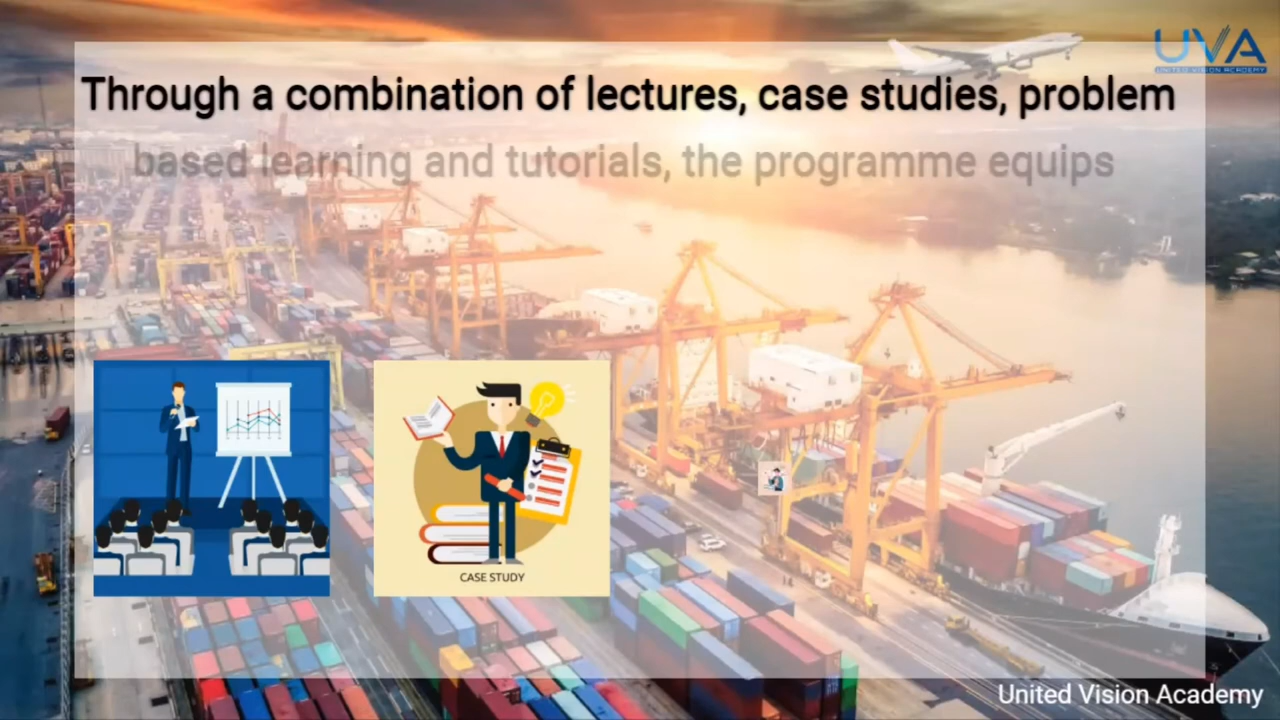 UVA
UNITED VISION ACADEMY
Through a combination of lectures, case studies, problem
based learning and tutorials, the programme equips
CASE STUDY
United Vision Academy